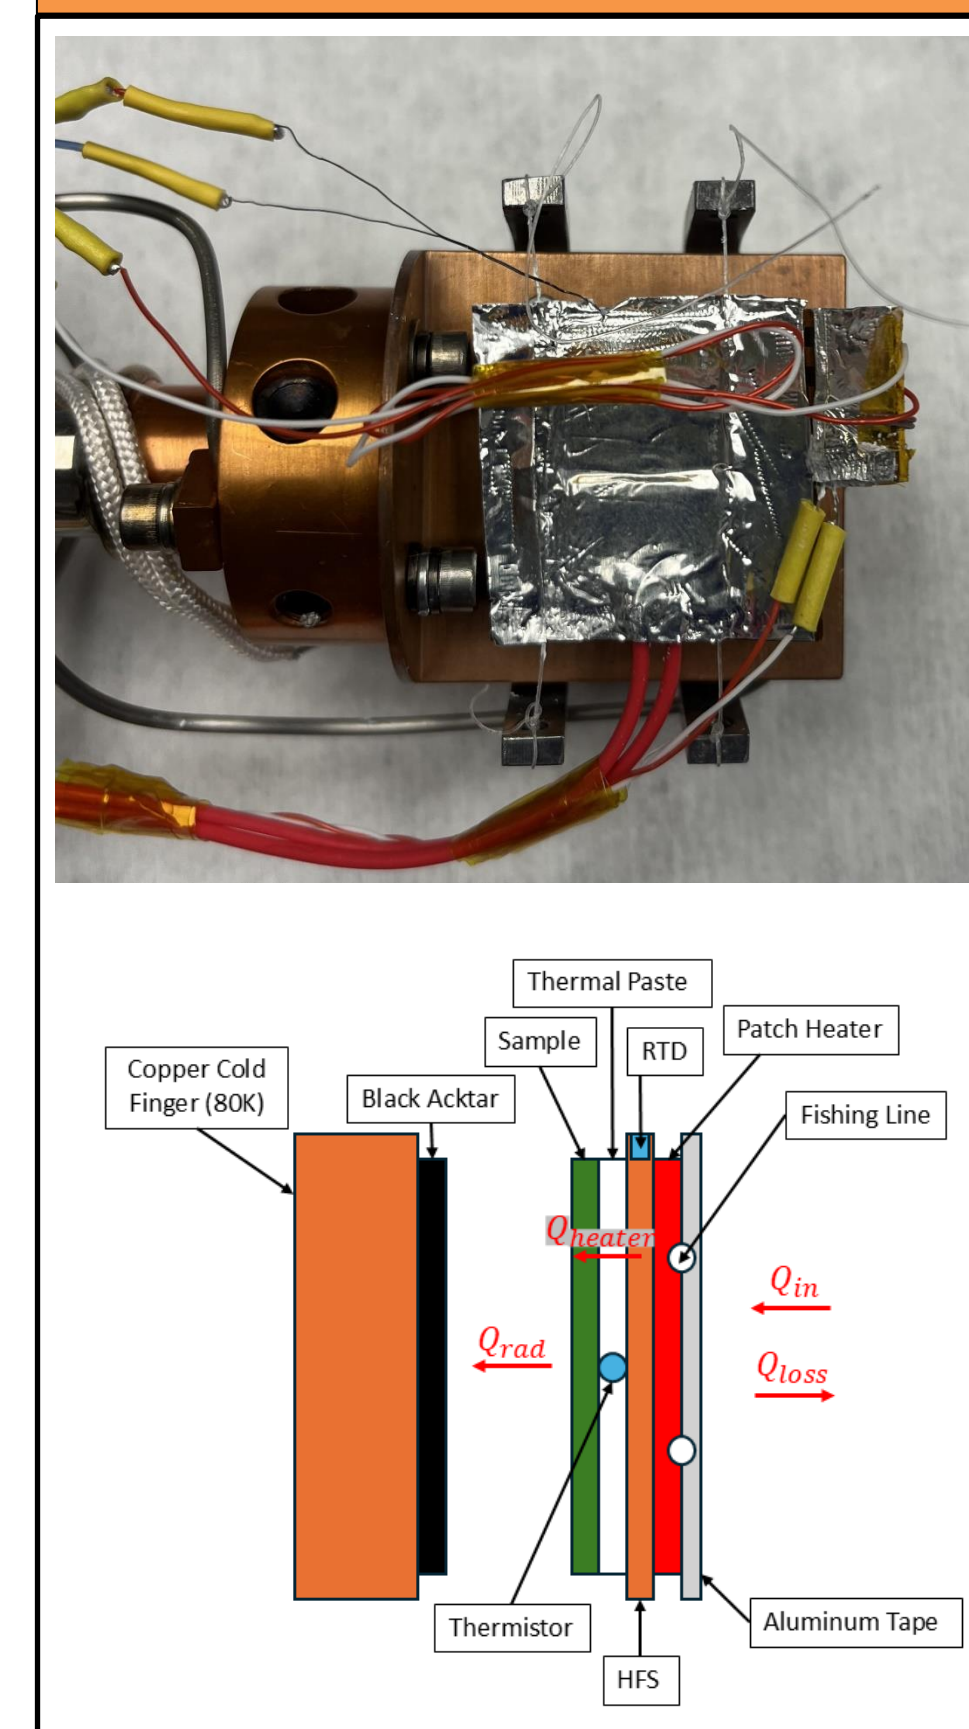 Thermal Paste
Sample
RTD
Patch Heater
Copper Cold
Finger (80K)
Black Acktar
Fishing Line
Q_heater
Q_in
Q_rad
Q_loss
Thermistor
Aluminum Tape
HFS